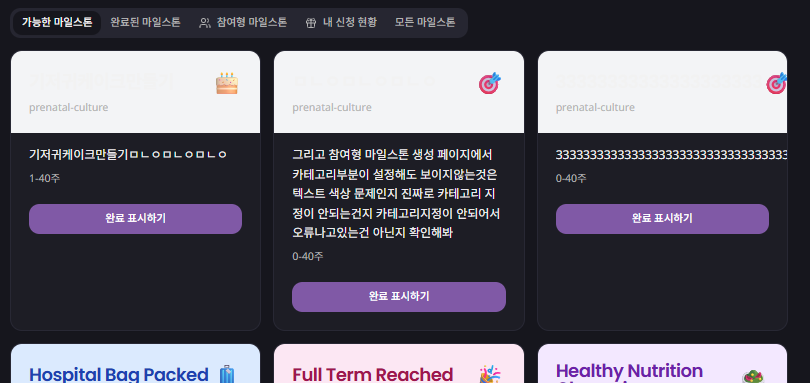 가능한 마일스톤 완료된 마일스톤 참여형 마일스톤 내 신청 현황 모든 마일스톤
prenatal-culture
기저귀케이크만들기ㅁㄴㅇㅁㄴㅇㅁㄴㅇ
1-40주
완료 표시하기
prenatal-culture
그리고 참여형 마일스톤 생성 페이지에서
카테고리부분이 설정해도 보이지않는것은
텍스트 색상 문제인지 진짜로 카테고리 지
정이 안되는건지 카테고리지정이 안되어서
오류나고있는건 아닌지 확인해봐
0-40주
완료 표시하기
prenatal-culture
0-40주
완료 표시하기
Hospital Bag Packed
Full Term Reached
Healthy Nutrition